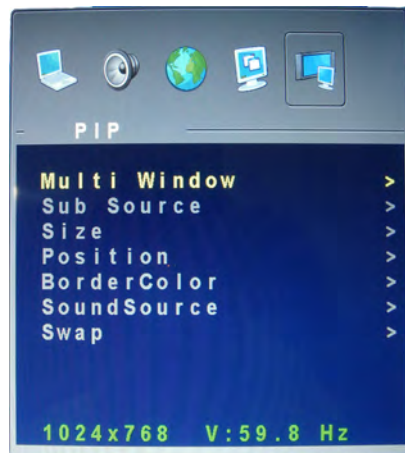 PIP
Multi Window >
Sub Source >
Size >
Position >
BorderColor >
SoundSource >
Swap >
1024x768 V:59.8 Hz